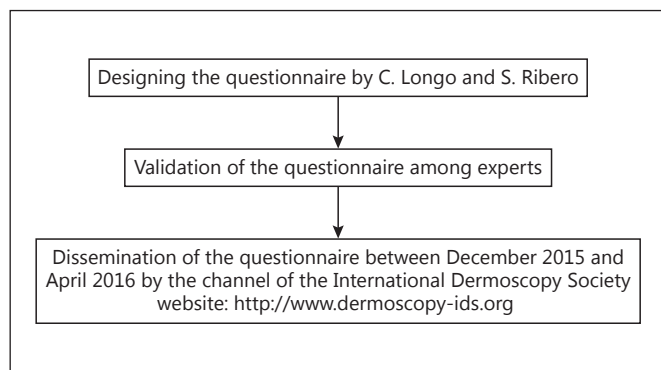 Designing the questionnaire by C. Longo and S. Ribero
Validation of the questionnaire among experts
Dissemination of the questionnaire between December 2015 and
April 2016 by the channel of the International Dermoscopy Society
website: http://www.dermoscopy-ids.org